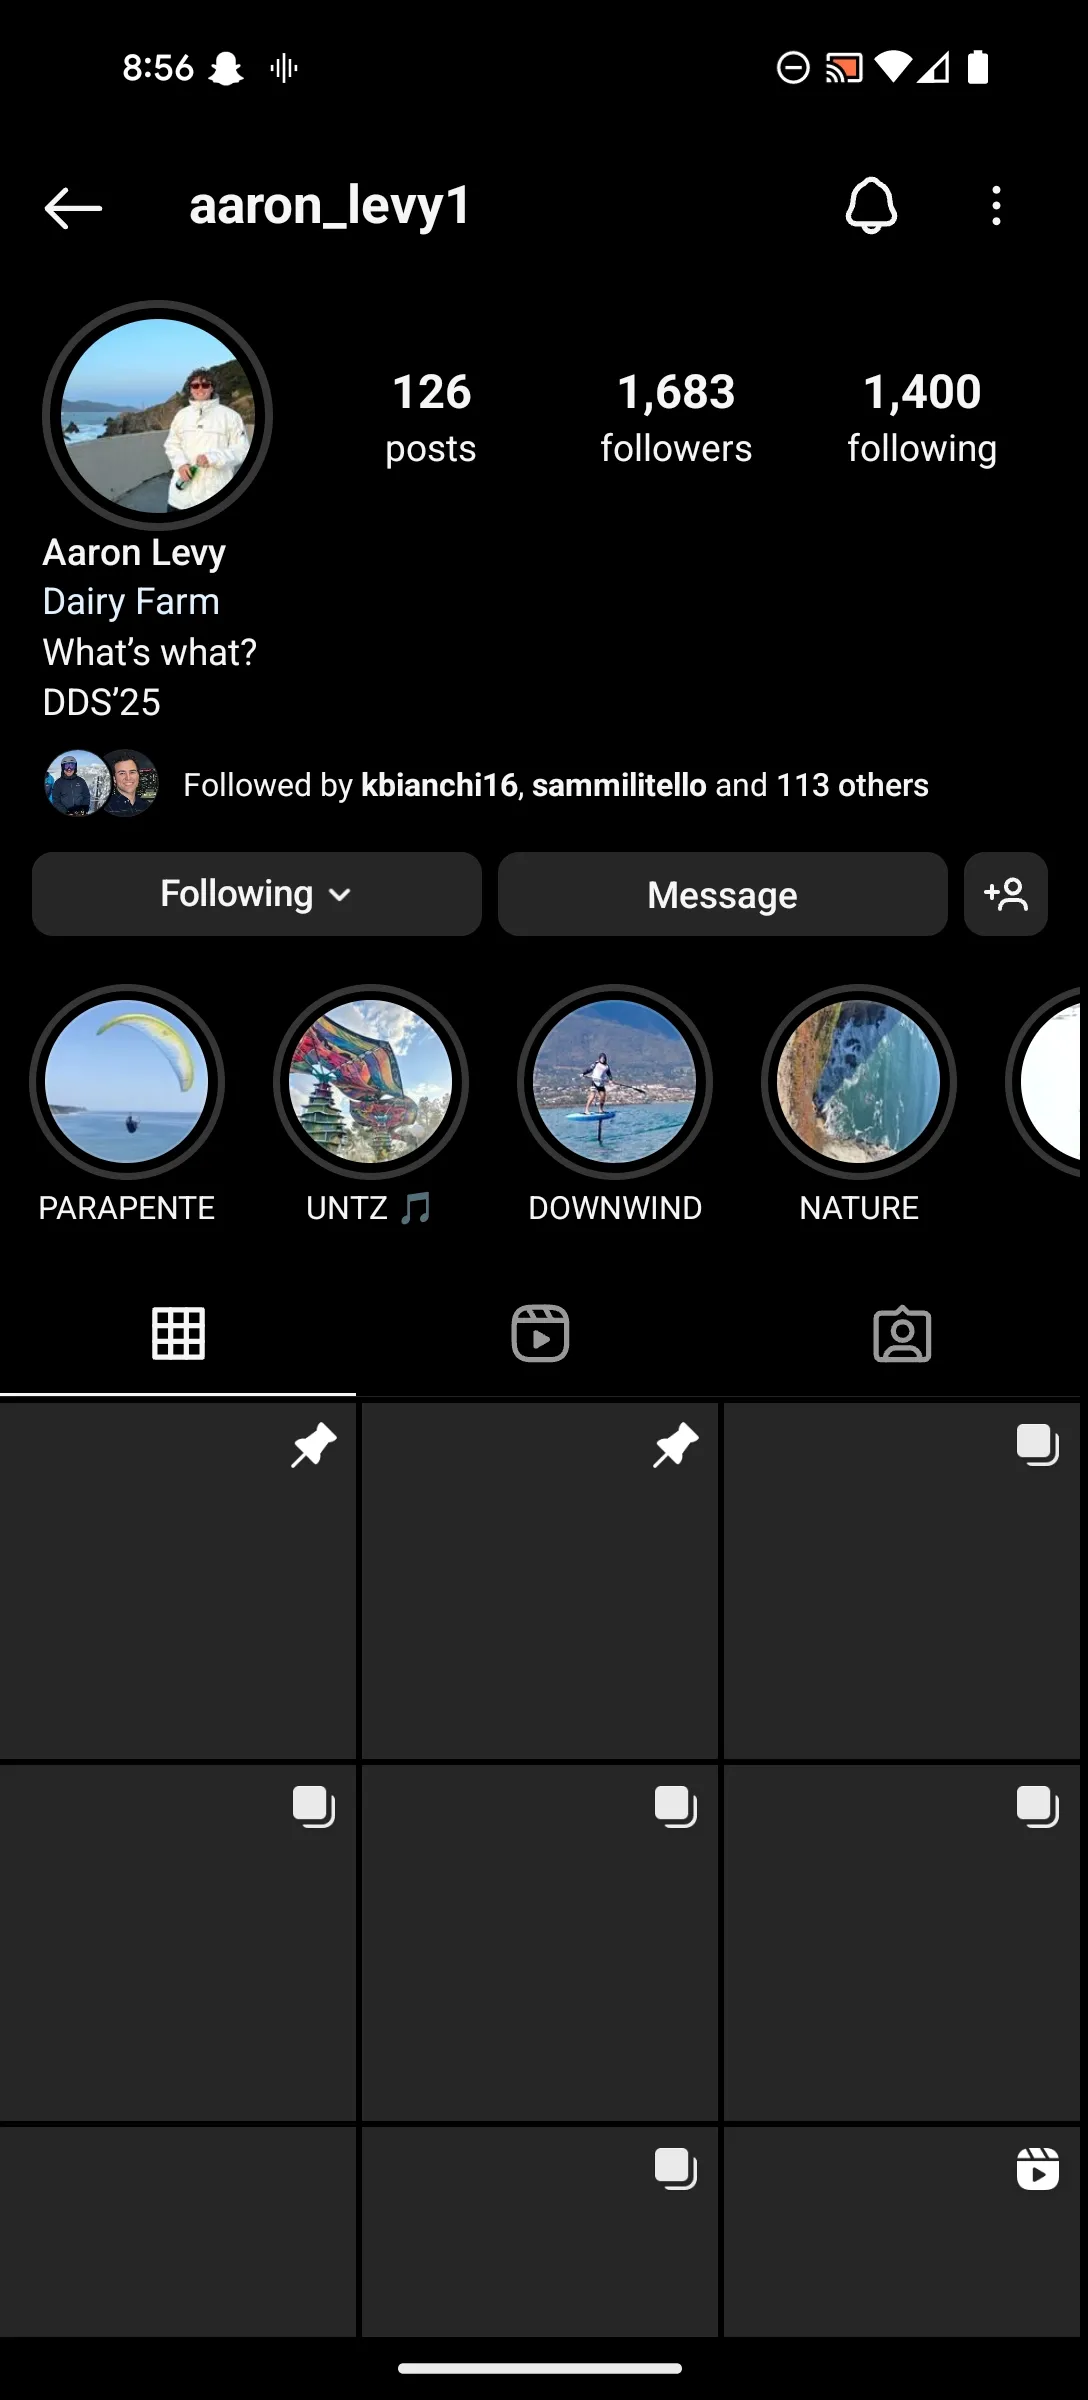 8:56
aaron_levy1
126 posts
1,683 followers
1,400 following
Aaron Levy
Dairy Farm
What's what?
DDS'25
Followed by kbianchi16, sammilitello and 113 others
Following
Message
PARAPENTE
UNTZ 🎵
DOWNWIND
NATURE